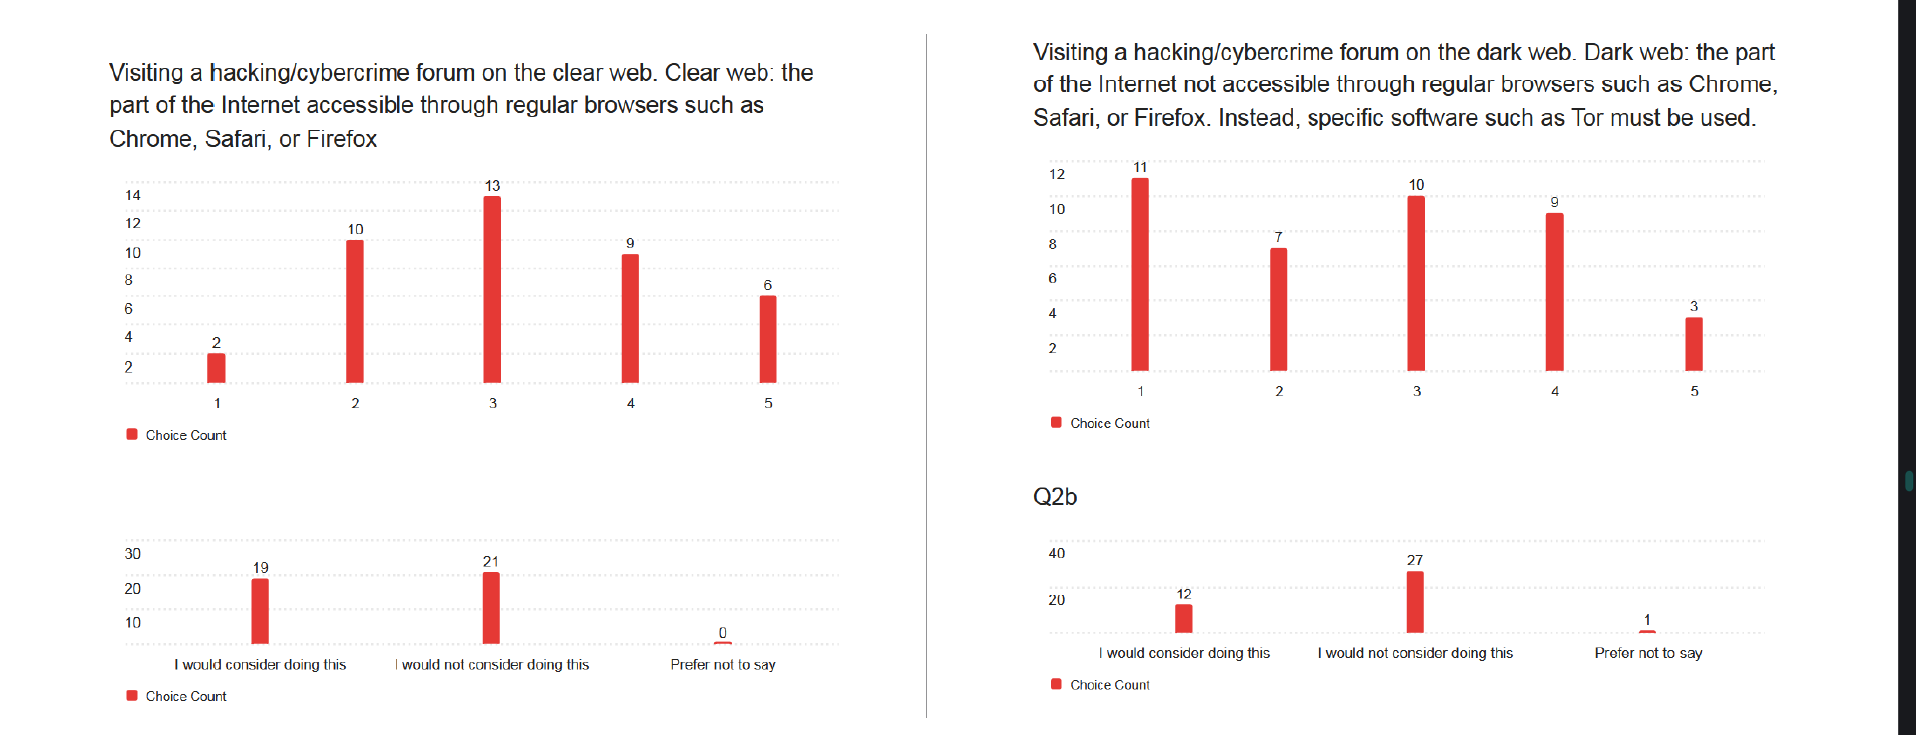 Visiting a hacking/cybercrime forum on the clear web. Clear web: the
part of the Internet accessible through regular browsers such as
Chrome, Safari, or Firefox
14
12
10
8
6
4
2
2
10
13
9
6
1 2 3 4 5
Choice Count
30
20
10
19
21
0
I would consider doing this I would not consider doing this Prefer not to say
Choice Count
Visiting a hacking/cybercrime forum on the dark web. Dark web: the part
of the Internet not accessible through regular browsers such as Chrome,
Safari, or Firefox. Instead, specific software such as Tor must be used.
12
10
8
6
4
2
11
7
10
9
3
1 2 3 4 5
Choice Count
Q2b
40
20
12
27
1
I would consider doing this I would not consider doing this Prefer not to say
Choice Count